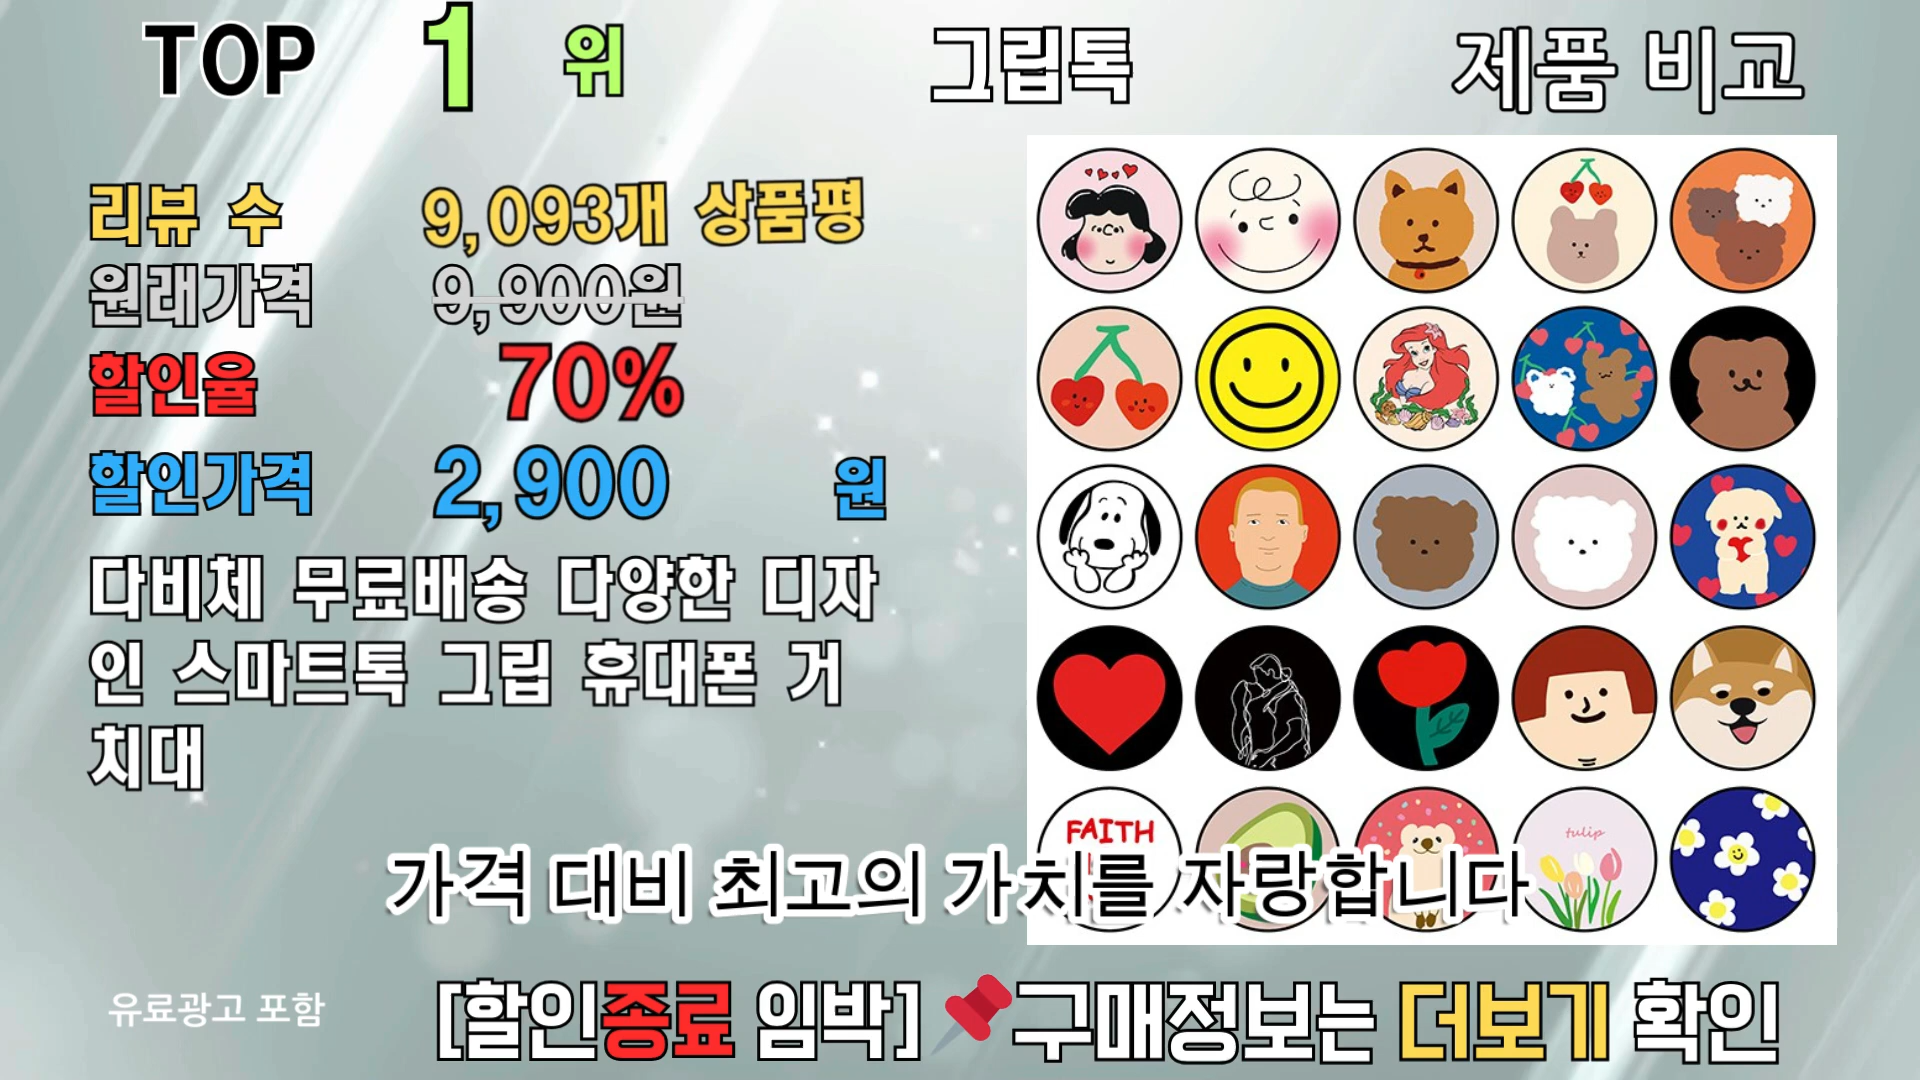 TOP 1 위 그립톡 제품 비교
리뷰 수 9,093개 상품평
원래가격 9,900원
할인율 70%
할인가격 2,900 원
다비체 무료배송 다양한 디자
인 스마트톡 그립 휴대폰 거
치대
FAITH
tulip
가격 대비 최고의 가치를 자랑합니다
유료광고 포함
[할인종료 임박] 📌구매정보는 더보기 확인